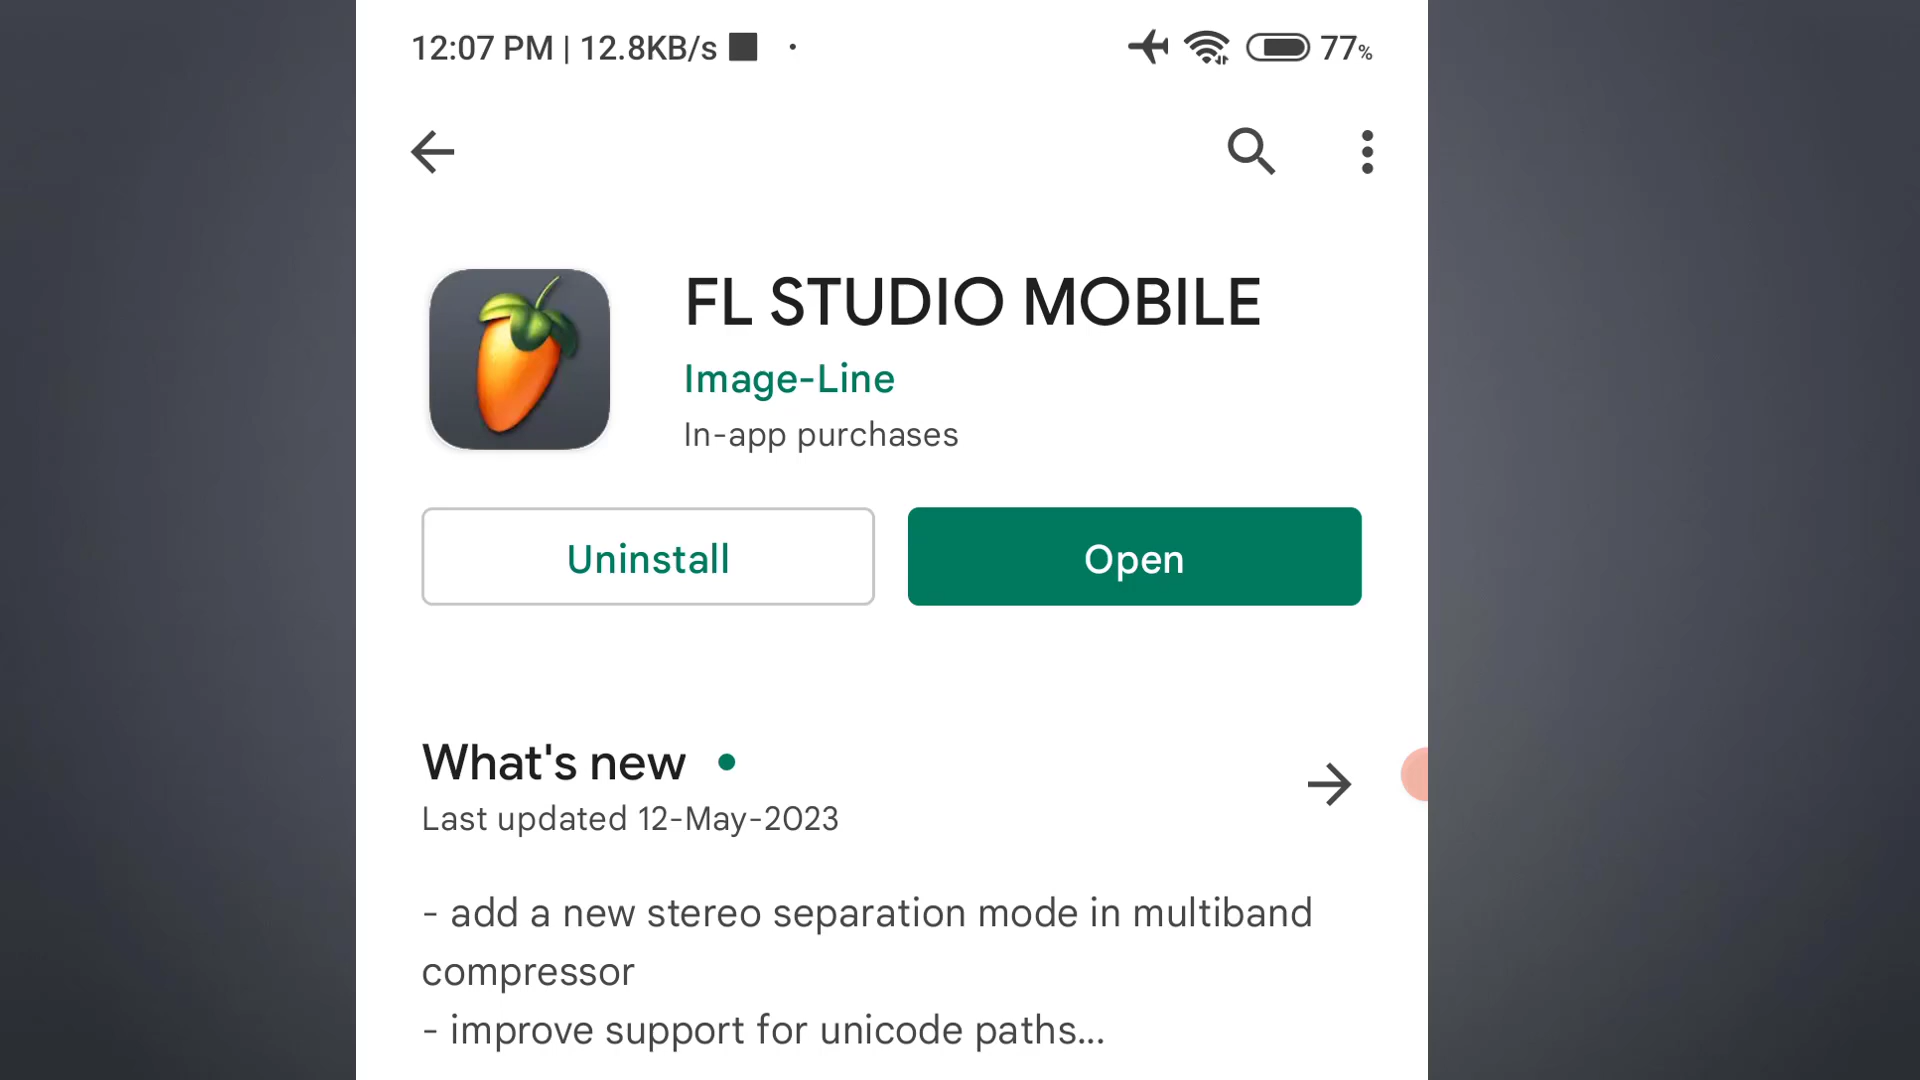 12:07 PM | 12.8KB/s
77%
FL STUDIO MOBILE
Image-Line
In-app purchases
Uninstall
Open
What's new
Last updated 12-May-2023
- add a new stereo separation mode in multiband
compressor
- improve support for unicode paths...